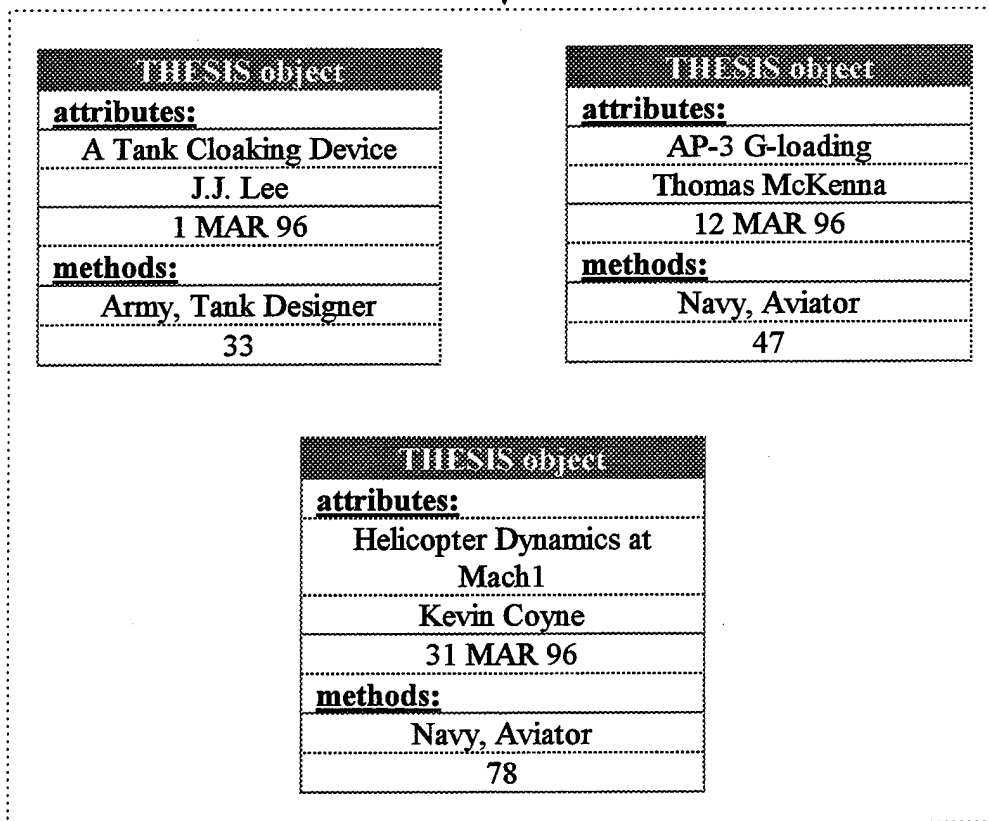 THESIS object
attributes:
A Tank Cloaking Device
J.J. Lee
1 MAR 96
methods:
Army, Tank Designer
33
THESIS object
attributes:
AP-3 G-loading
Thomas McKenna
12 MAR 96
methods:
Navy, Aviator
47
THESIS object
attributes:
Helicopter Dynamics at
Mach1
Kevin Coyne
31 MAR 96
methods:
Navy, Aviator
78